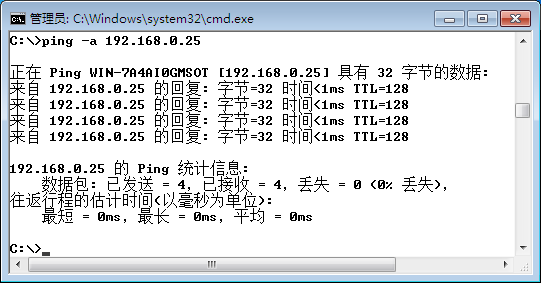 管理员: C:\Windows\system32\cmd.exe
C:\>ping -a 192.168.0.25
正在 Ping WIN-7A4AI0GMSOT [192.168.0.25] 具有 32 字节的数据:
来自 192.168.0.25 的回复: 字节=32 时间<1ms TTL=128
来自 192.168.0.25 的回复: 字节=32 时间<1ms TTL=128
来自 192.168.0.25 的回复: 字节=32 时间<1ms TTL=128
来自 192.168.0.25 的回复: 字节=32 时间<1ms TTL=128
192.168.0.25 的 Ping 统计信息:
数据包: 已发送 = 4，已接收 = 4，丢失 = 0 (0% 丢失)，
往返行程的估计时间(以毫秒为单位):
最短 = 0ms，最长 = 0ms，平均 = 0ms
C:\>